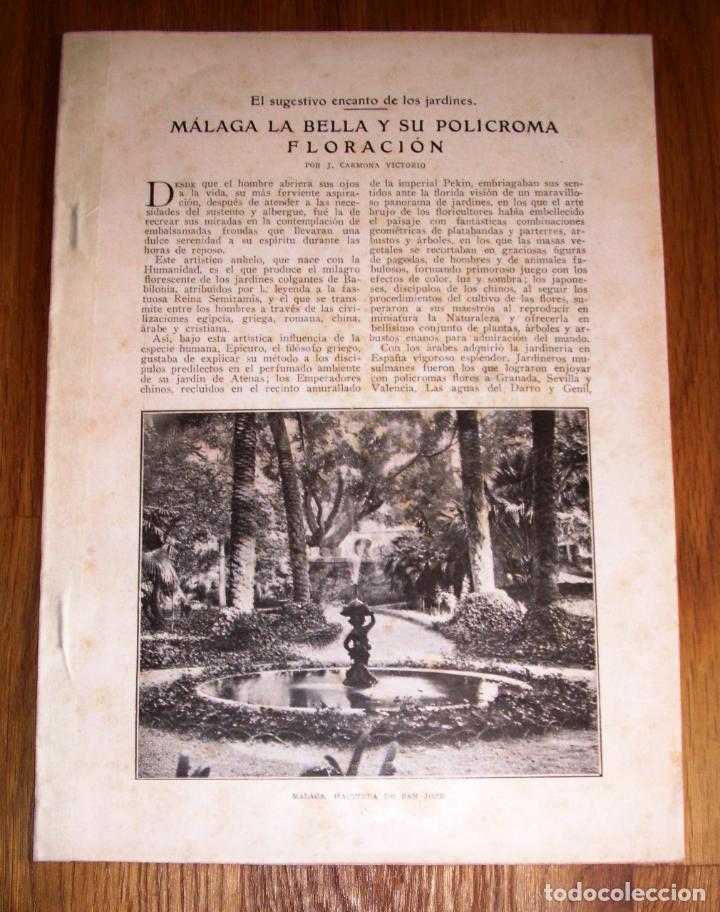 El sugestivo encanto de los jardines.
MÁLAGA LA BELLA Y SU POLÍCROMA
FLORACIÓN
POR J. CARMONA VICTORIO
DESDE que el hombre abriera sus ojos
a la vida, su más ferviente aspira-
ción, después de atender a las nece-
sidades del sustento y albergue, fué la de
recrear sus miradas en la contemplación de
embalsamadas frondas que llevaran una
dulce serenidad a su espíritu durante las
horas de reposo.
Este artístico anhelo, que nace con la
Humanidad, es el que produce el milagro
florescente de los jardines colgantes de Ba-
bilonia, atribuídos por la leyenda a la fas-
tuosa Reina Semíramis, y el que se trans-
mite entre los hombres a través de las civi-
lizaciones egipcia, griega, romana, china,
árabe y cristiana.
Así, bajo esta artística influencia de la
especie humana, Epicuro, el filósofo griego,
gustaba de explicar su método a los discí-
pulos predilectos en el perfumado ambiente
de su jardín de Atenas; los Emperadores
chinos, recluídos en el recinto amurallado
de la imperial Pekín, embriagaban sus sen-
tidos ante la florida visión de un maravillo-
so panorama de jardines, en los que el arte
brujo de los floricultores había embellecido
el paisaje con fantásticas combinaciones
geométricas de platabandas y parterres, ar-
bustos y árboles, en los que las masas vege-
tales se recortaban en graciosas figuras
de pagodas, de hombres y de animales fa-
bulosos, formando primoroso juego con los
efectos de color, luz y sombra; los japone-
ses, discípulos de los chinos, al seguir los
procedimientos del cultivo de las flores, su-
peraron a sus maestros al reproducir en
miniatura la Naturaleza y ofrecerla en
bellísimo conjunto de plantas, árboles y ar-
bustos enanos para admiración del mundo.
Con los árabes adquirió la jardinería en
España vigoroso esplendor. Jardineros mu-
sulmanes fueron los que lograron enjoyar
con polícromas flores a Granada, Sevilla y
Valencia. Las aguas del Darro y Genil,
MÁLAGA. HACIENDA DE SAN JOSÉ
todocoleccion.net